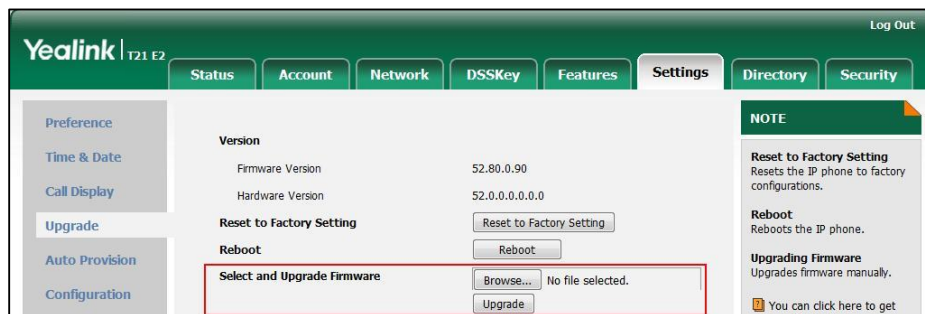 Log Out
Yealink T21 E2
Status Account Network DSSKey Features Settings Directory Security
Preference
Time & Date
Call Display
Upgrade
Auto Provision
Configuration
Version
Firmware Version 52.80.0.90
Hardware Version 52.0.0.0.0.0.0
Reset to Factory Setting Reset to Factory Setting
Reboot Reboot
Select and Upgrade Firmware Browse... No file selected.
Upgrade
NOTE
Reset to Factory Setting
Resets the IP phone to factory
configurations.
Reboot
Reboots the IP phone.
Upgrading Firmware
Upgrades firmware manually.
You can click here to get